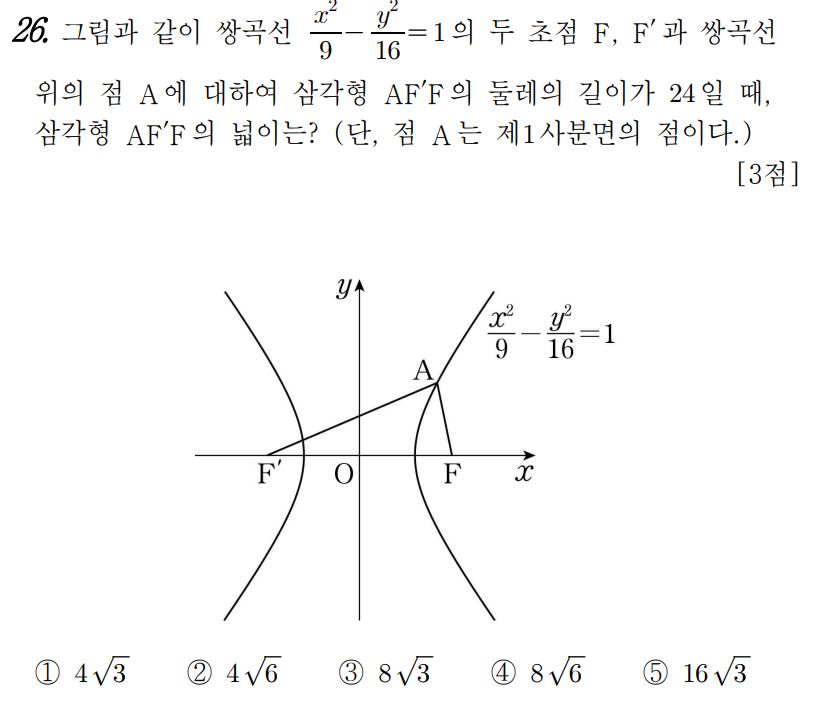 26. 그림과 같이 쌍곡선 x²/9 − y²/16 = 1의 두 초점 F, F′과 쌍곡선
위의 점 A에 대하여 삼각형 AF′F의 둘레의 길이가 24일 때,
삼각형 AF′F의 넓이는? (단, 점 A는 제1사분면의 점이다.)
[3점]
y
x²/9 − y²/16 = 1
A
F′ O F x
① 4√3 ② 4√6 ③ 8√3 ④ 8√6 ⑤ 16√3